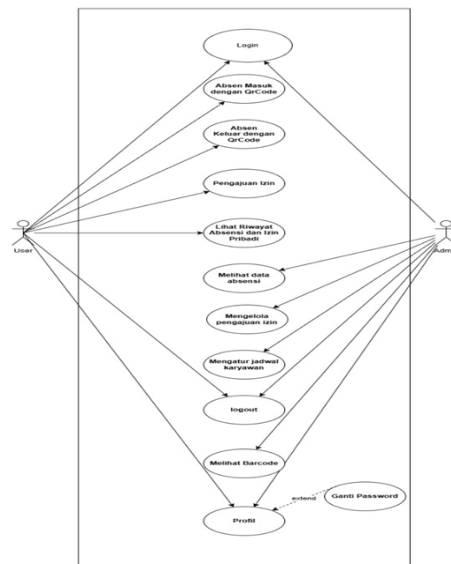 Login
Absen Masuk
dengan QrCode
Absen
Keluar dengan
QrCode
Pengajuan Izin
Lihat Riwayat
Absensi dan Izin
Pribadi
User
Adm
Melihat data
absensi
Mengelola
pengajuan izin
Mengatur jadwal
karyawan
logout
Melihat Barcode
extend
Ganti Password
Profil